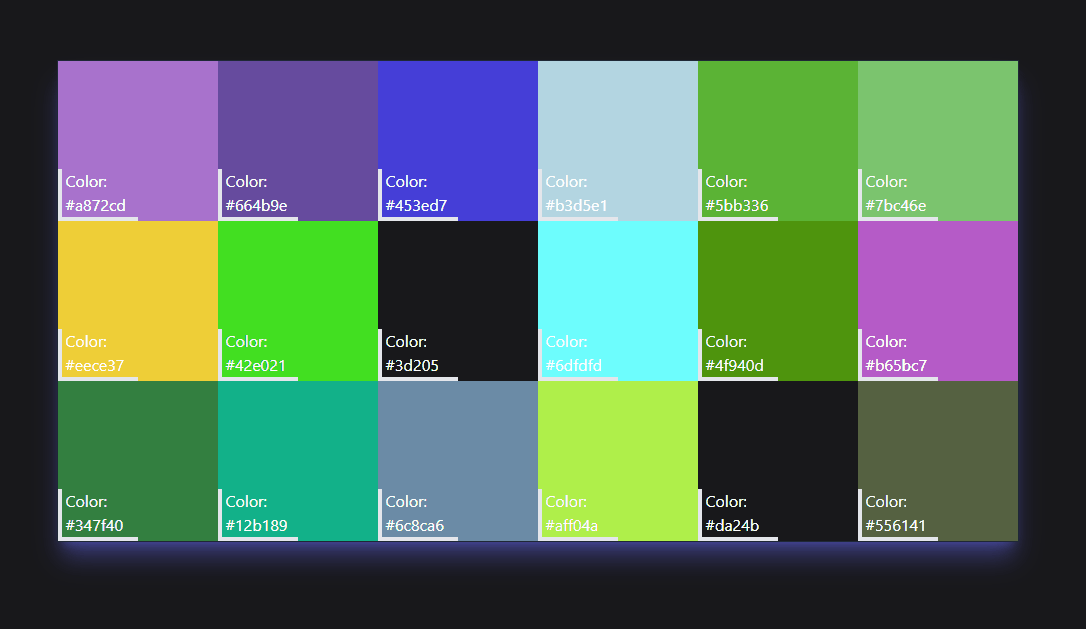 Color:
#a872cd
Color:
#664b9e
Color:
#453ed7
Color:
#b3d5e1
Color:
#5bb336
Color:
#7bc46e
Color:
#eece37
Color:
#42e021
Color:
#3d205
Color:
#6dfdfd
Color:
#4f940d
Color:
#b65bc7
Color:
#347f40
Color:
#12b189
Color:
#6c8ca6
Color:
#aff04a
Color:
#da24b
Color:
#556141